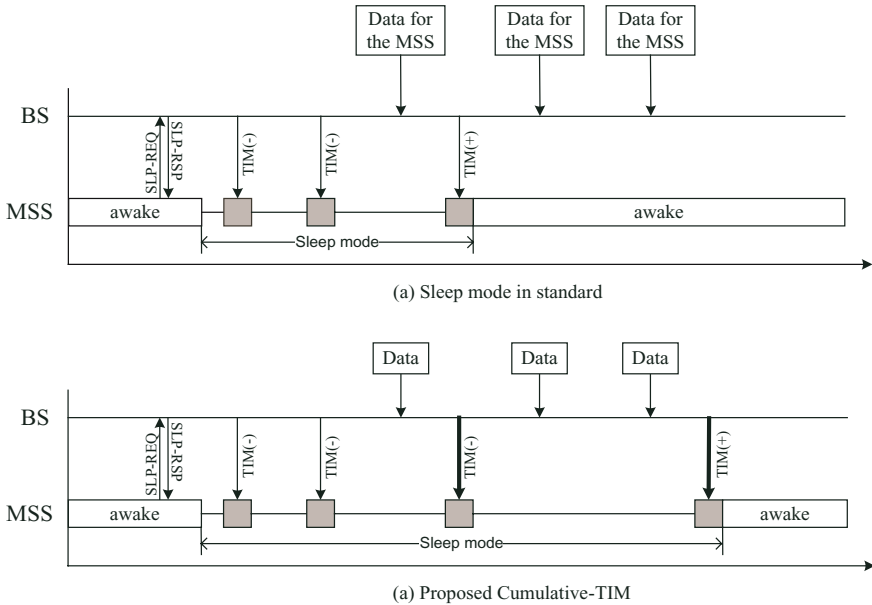 Data for
the MSS
Data for
the MSS
Data for
the MSS
BS
SLP-REQ
SLP-RSP
TIM(-)
TIM(-)
TIM(+)
MSS
awake
awake
Sleep mode
(a) Sleep mode in standard
Data
Data
Data
BS
SLP-REQ
SLP-RSP
TIM(-)
TIM(-)
TIM(-)
TIM(+)
MSS
awake
awake
Sleep mode
(a) Proposed Cumulative-TIM